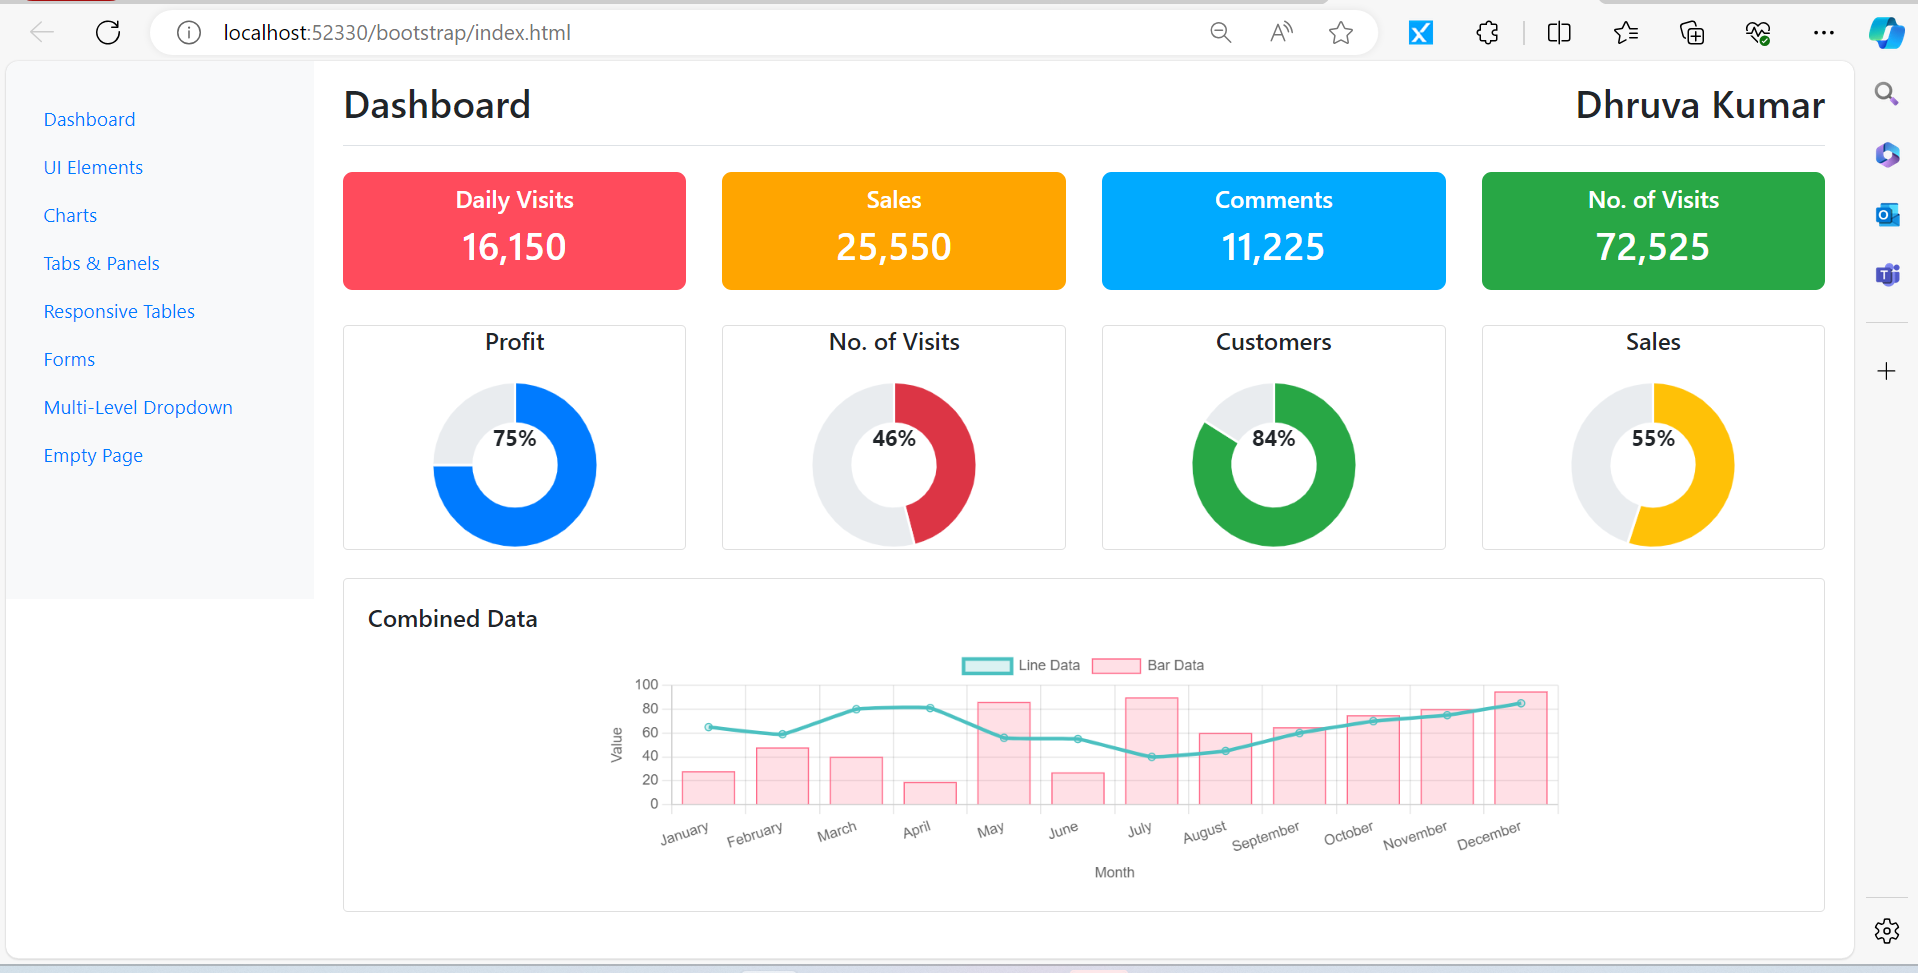 localhost:52330/bootstrap/index.html
Dashboard
UI Elements
Charts
Tabs & Panels
Responsive Tables
Forms
Multi-Level Dropdown
Empty Page
Dashboard
Dhruva Kumar
Daily Visits
16,150
Sales
25,550
Comments
11,225
No. of Visits
72,525
Profit
75%
No. of Visits
46%
Customers
84%
Sales
55%
Combined Data
Line Data
Bar Data
Value
100
80
60
40
20
0
January
February
March
April
May
June
July
August
September
October
November
December
Month